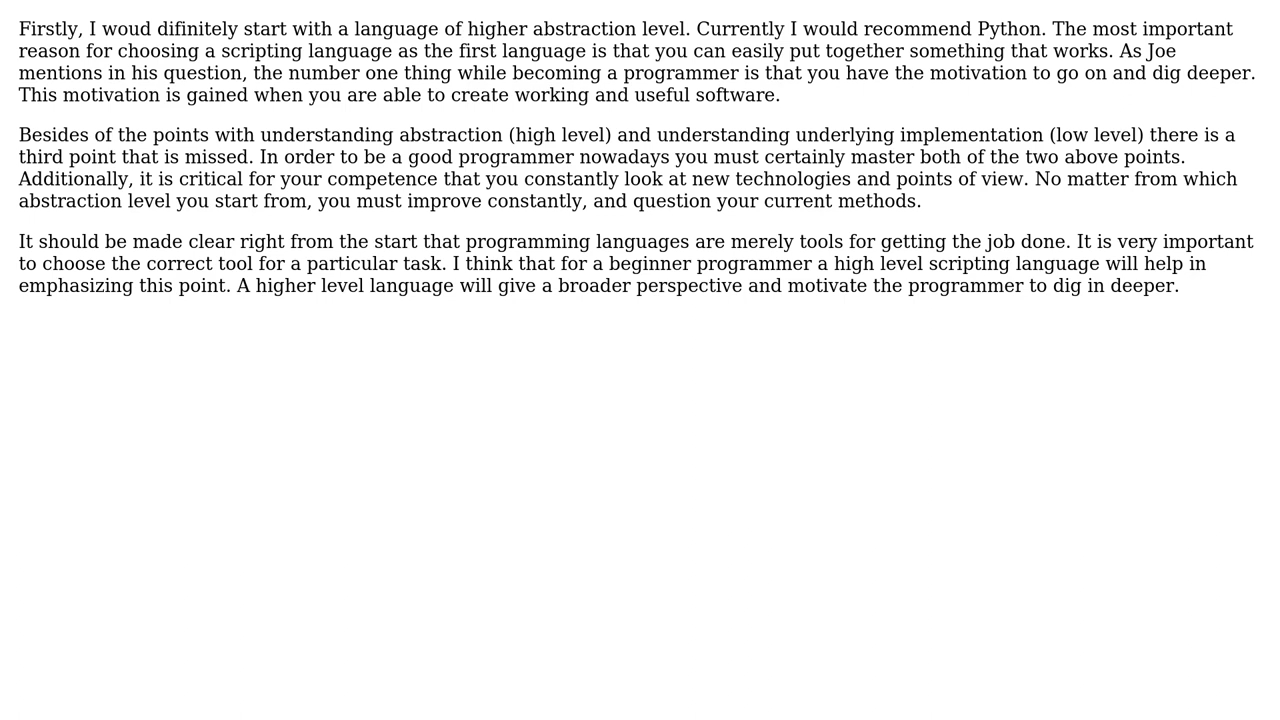 Firstly, I woud difinitely start with a language of higher abstraction level. Currently I would recommend Python. The most important
reason for choosing a scripting language as the first language is that you can easily put together something that works. As Joe
mentions in his question, the number one thing while becoming a programmer is that you have the motivation to go on and dig deeper.
This motivation is gained when you are able to create working and useful software.
Besides of the points with understanding abstraction (high level) and understanding underlying implementation (low level) there is a
third point that is missed. In order to be a good programmer nowadays you must certainly master both of the two above points.
Additionally, it is critical for your competence that you constantly look at new technologies and points of view. No matter from which
abstraction level you start from, you must improve constantly, and question your current methods.
It should be made clear right from the start that programming languages are merely tools for getting the job done. It is very important
to choose the correct tool for a particular task. I think that for a beginner programmer a high level scripting language will help in
emphasizing this point. A higher level language will give a broader perspective and motivate the programmer to dig in deeper.